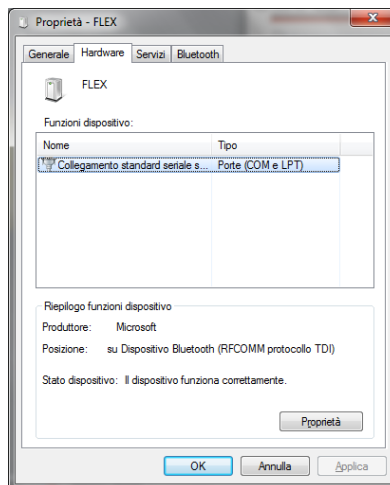 Proprietà - FLEX
Generale Hardware Servizi Bluetooth
FLEX
Funzioni dispositivo:
Nome Tipo
Collegamento standard seriale s... Porte (COM e LPT)
Riepilogo funzioni dispositivo
Produttore: Microsoft
Posizione: su Dispositivo Bluetooth (RFCOMM protocollo TDI)
Stato dispositivo: Il dispositivo funziona correttamente.
Proprietà
OK Annulla Applica